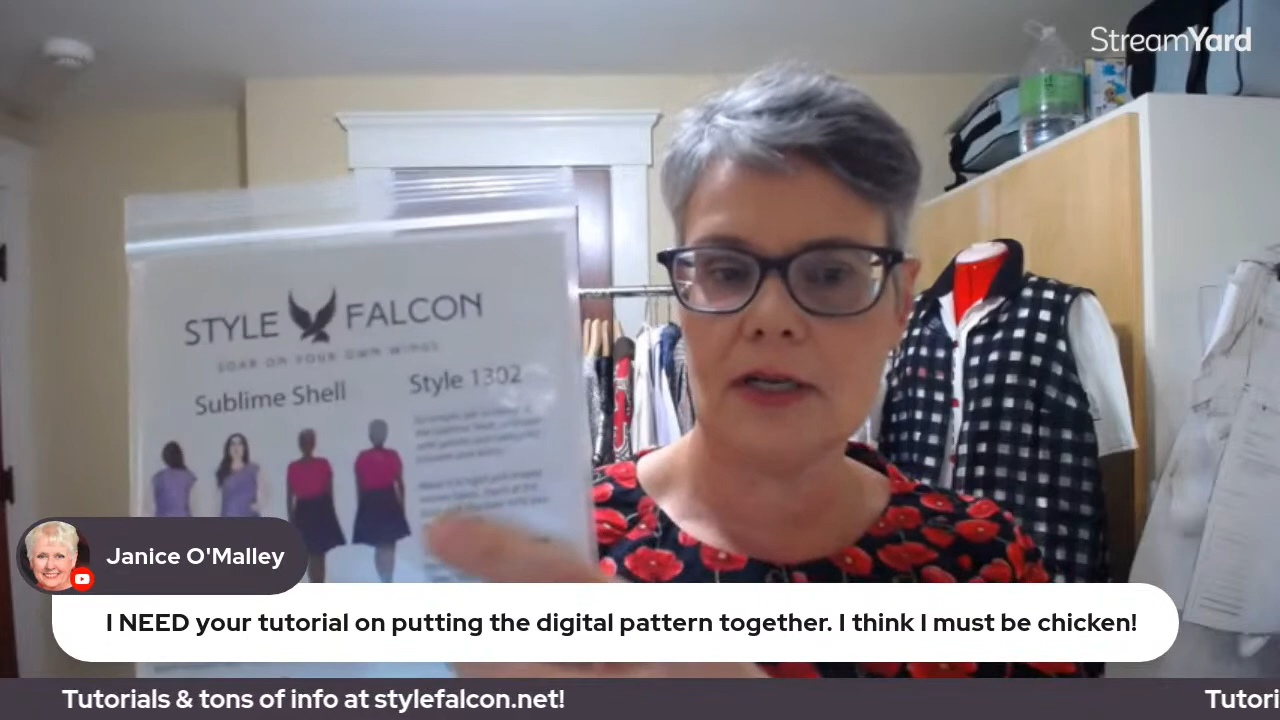 StreamYard
STYLE FALCON
SOAR ON YOUR OWN WINGS
Sublime Shell
Style 1302
Janice O'Malley
I NEED your tutorial on putting the digital pattern together. I think I must be chicken!
Tutorials & tons of info at stylefalcon.net!
Tutori